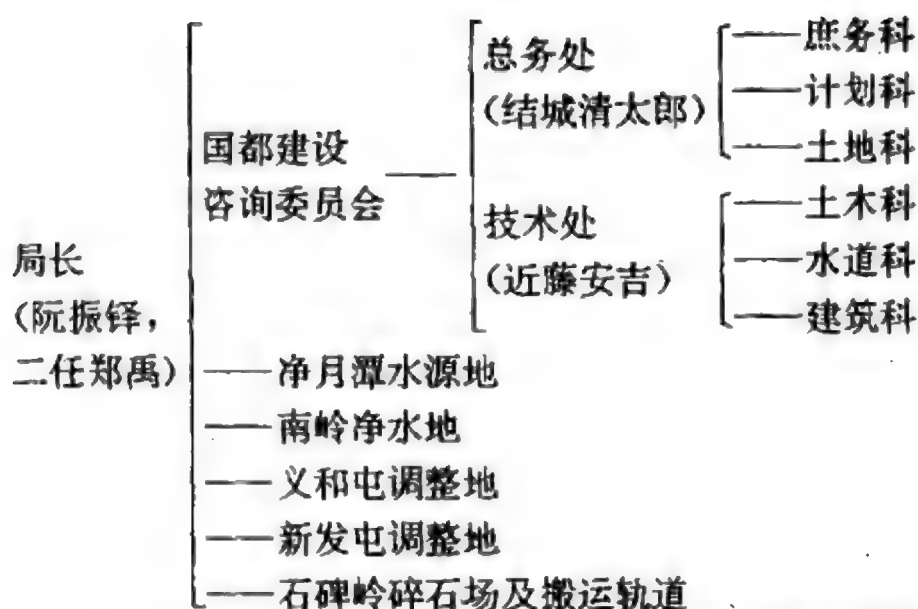 局长
(阮振铎，
二任郑禹)
国都建设
咨询委员会
总务处
(结城清太郎)
庶务科
计划科
土地科
技术处
(近藤安吉)
土木科
水道科
建筑科
净月潭水源地
南岭净水地
义和屯调整地
新发屯调整地
石碑岭碎石场及搬运轨道